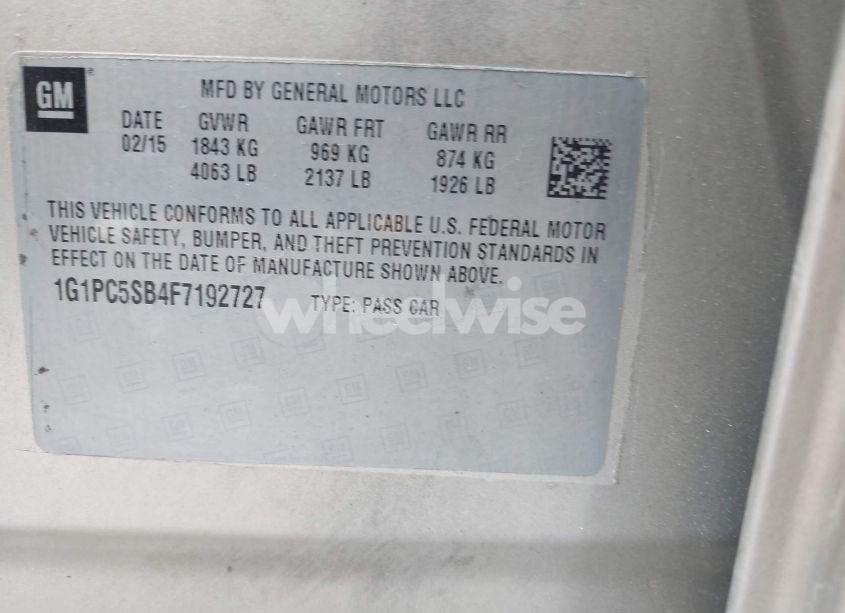 GM
MFD BY GENERAL MOTORS LLC
DATE GVWR GAWR FRT GAWR RR
02/15 1843 KG 969 KG 874 KG
4063 LB 2137 LB 1926 LB
THIS VEHICLE CONFORMS TO ALL APPLICABLE U.S. FEDERAL MOTOR
VEHICLE SAFETY, BUMPER, AND THEFT PREVENTION STANDARDS IN
EFFECT ON THE DATE OF MANUFACTURE SHOWN ABOVE.
1G1PC5SB4F7192727 TYPE: PASS CAR
wheelwise